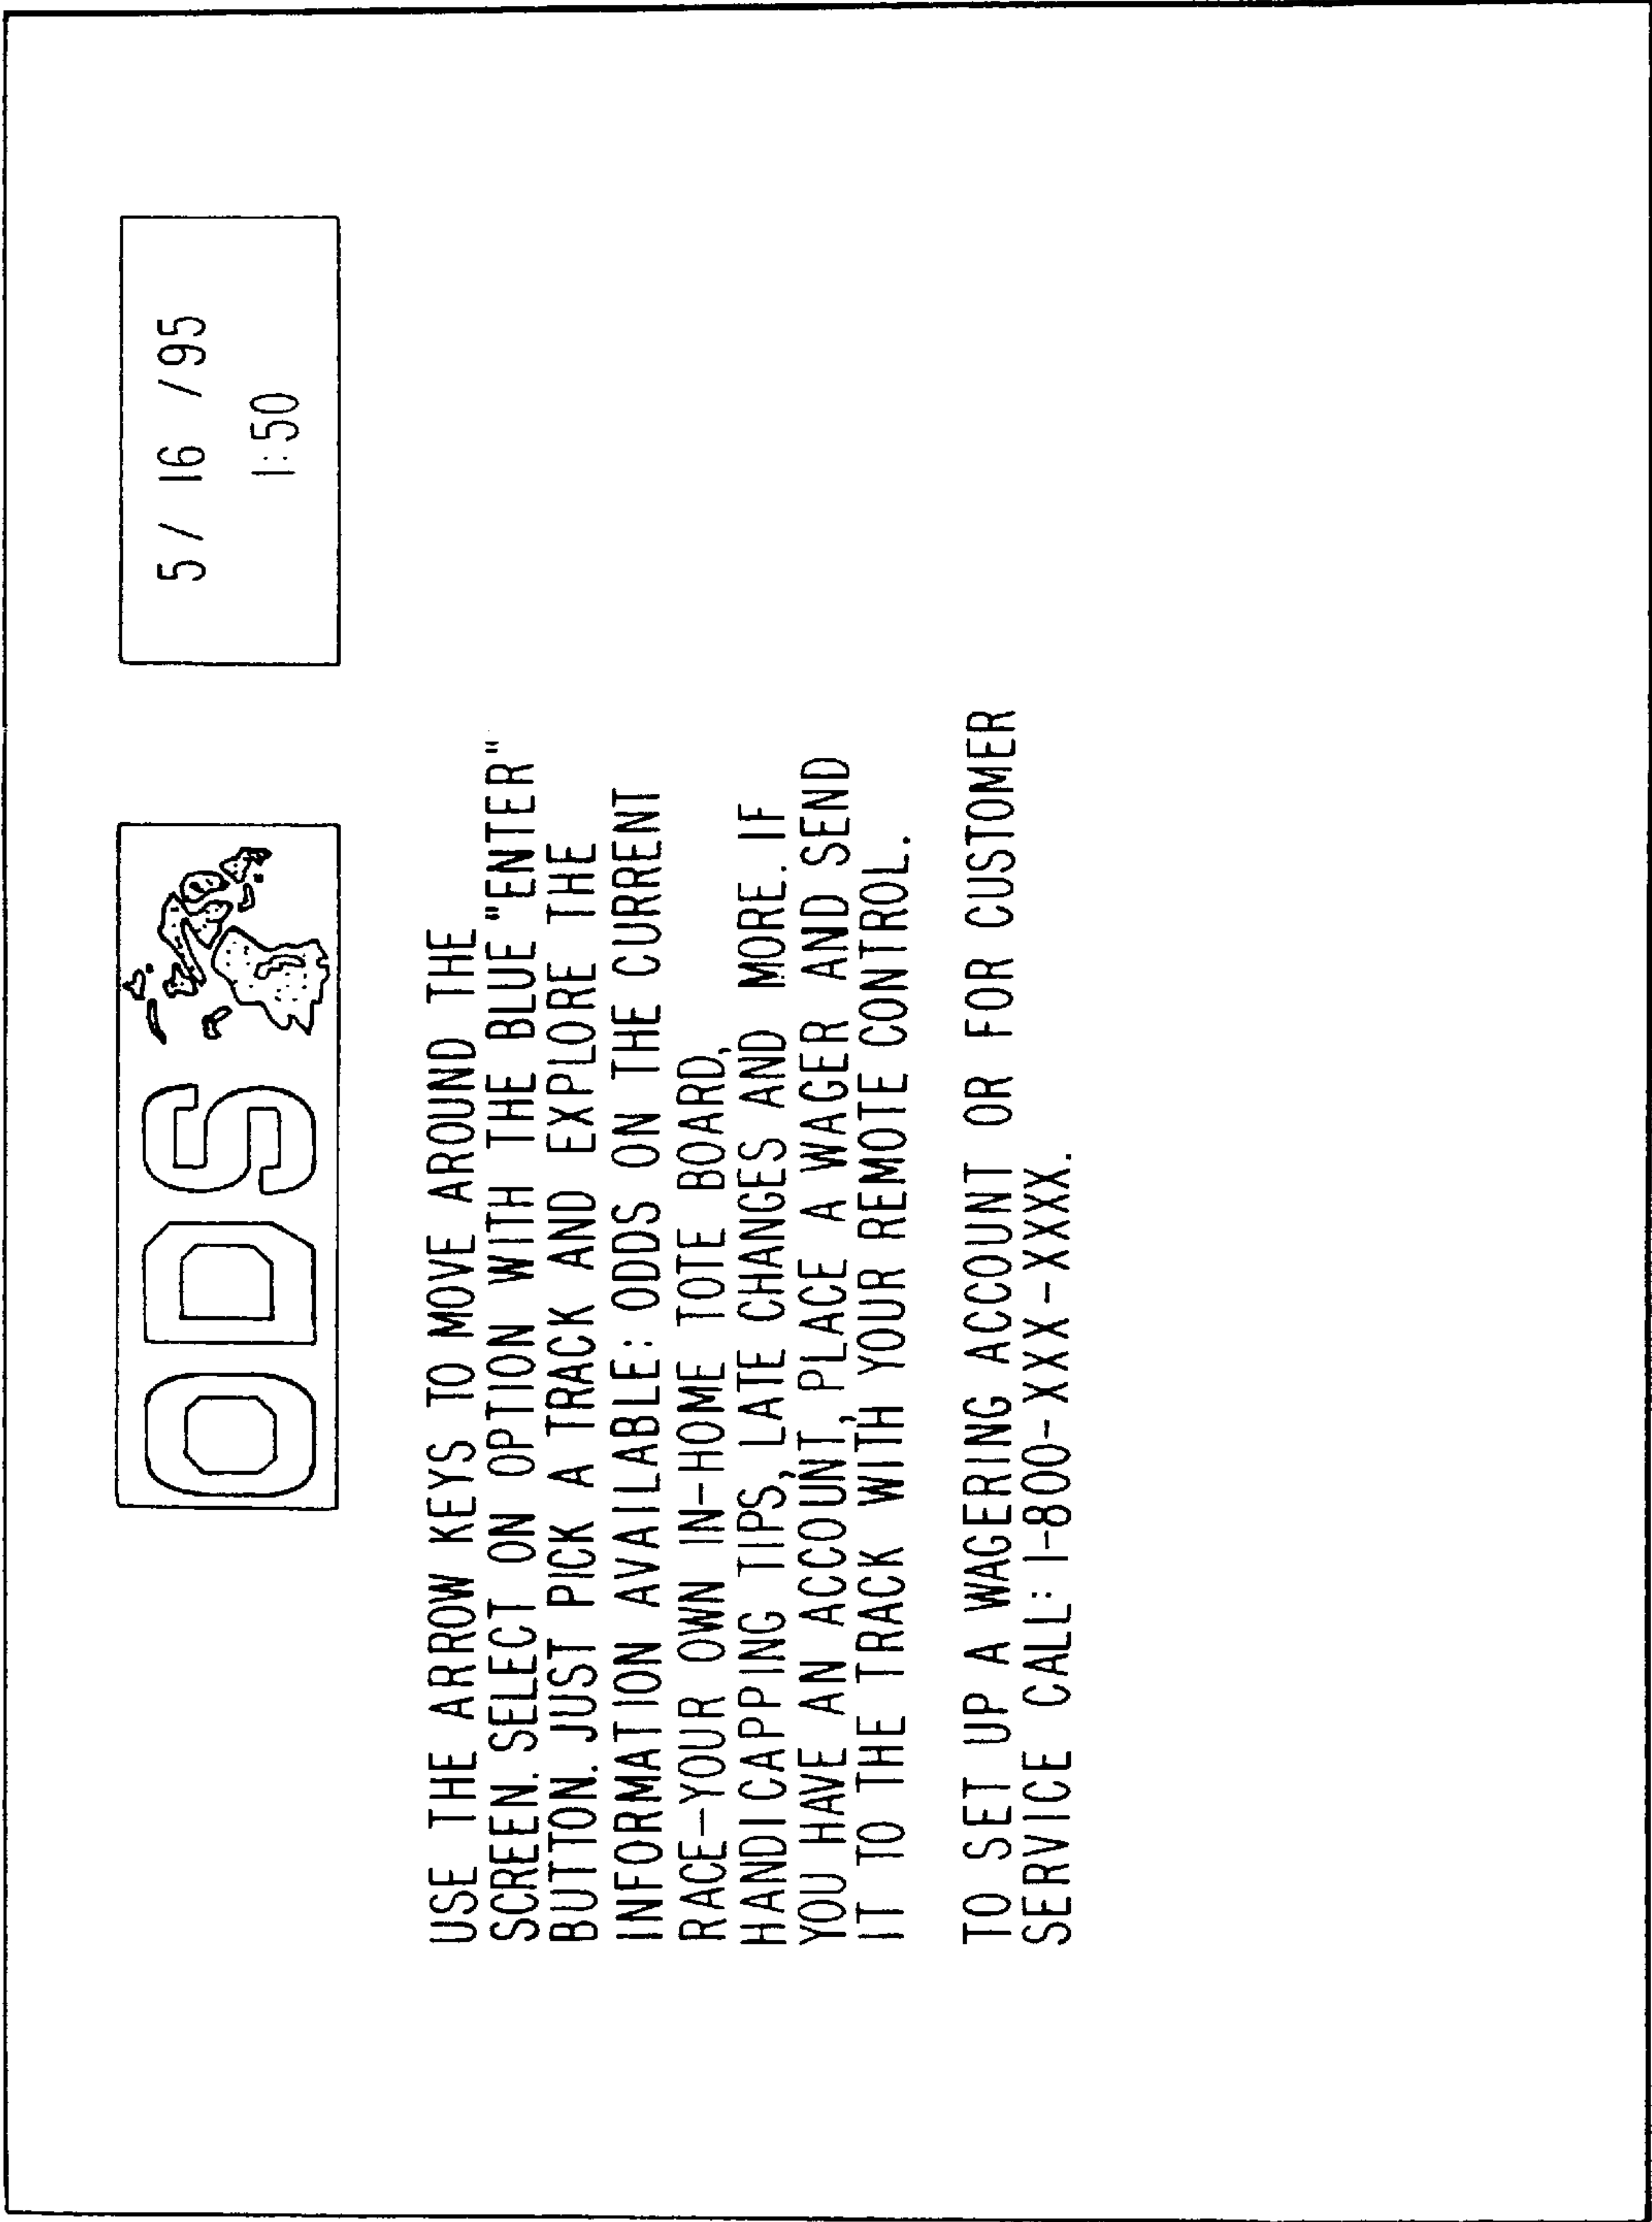 ODDS
5/ 16 /95
1:50
USE THE ARROW KEYS TO MOVE AROUND THE
SCREEN. SELECT ON OPTION WITH THE BLUE "ENTER"
BUTTON. JUST PICK A TRACK AND EXPLORE THE
INFORMATION AVAILABLE: ODDS ON THE CURRENT
RACE-YOUR OWN IN-HOME TOTE BOARD,
HANDICAPPING TIPS, LATE CHANGES AND MORE. IF
YOU HAVE AN ACCOUNT, PLACE A WAGER AND SEND
IT TO THE TRACK WITH YOUR REMOTE CONTROL.
TO SET UP A WAGERING ACCOUNT OR FOR CUSTOMER
SERVICE CALL: 1-800-XXX-XXXX.